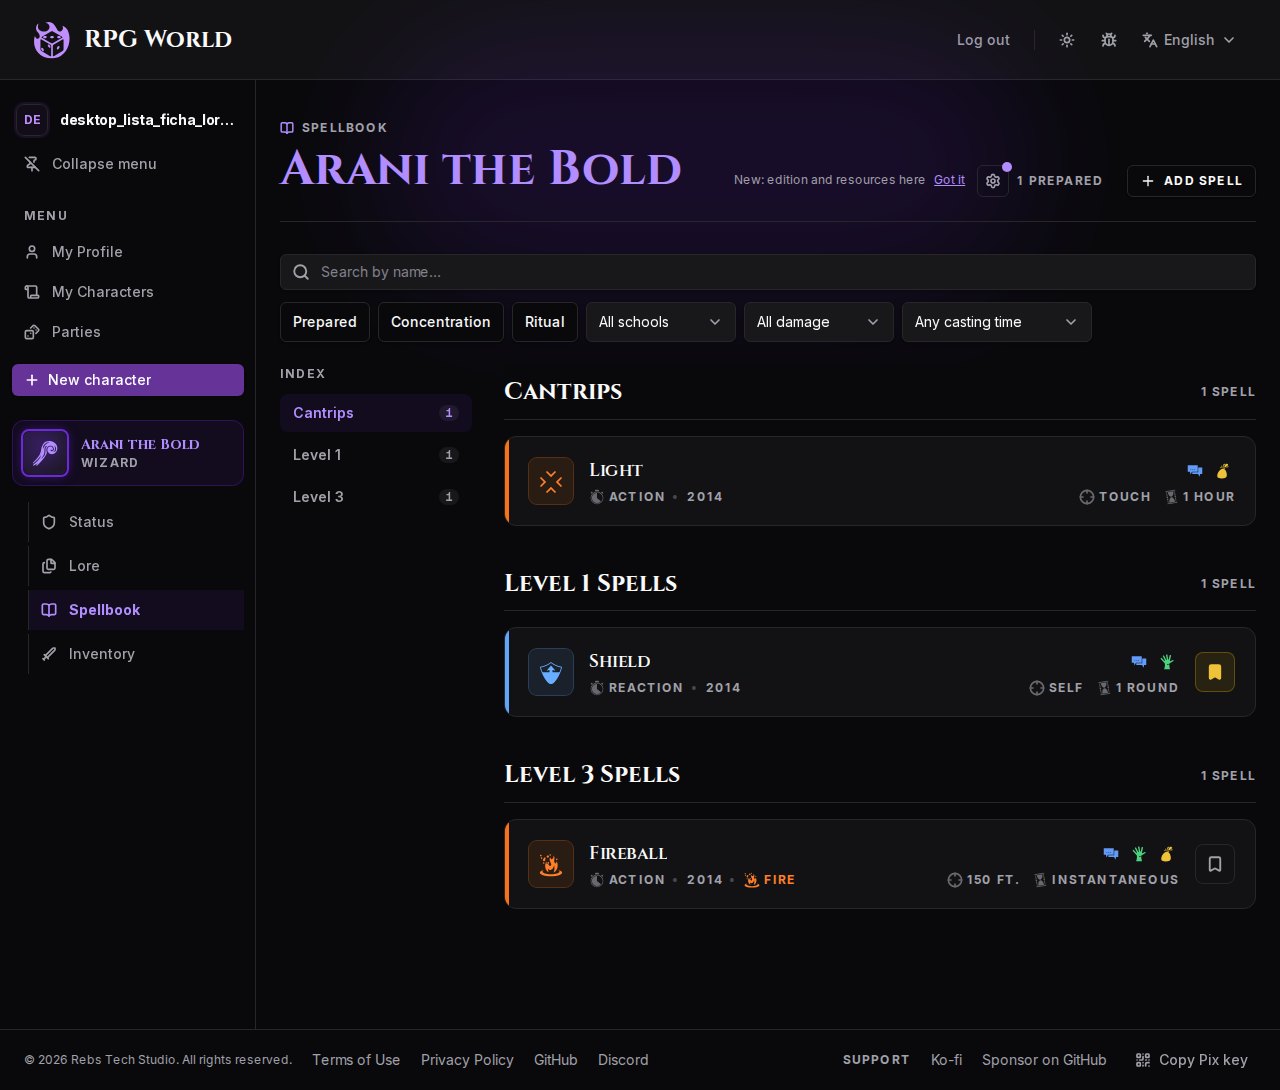 RPG World
Log out
English
DE
desktop_lista_ficha_lor...
Collapse menu
MENU
My Profile
My Characters
Parties
New character
Arani the Bold
WIZARD
Status
Lore
Spellbook
Inventory
SPELLBOOK
Arani the Bold
New: edition and resources here Got it
1 PREPARED
ADD SPELL
Search by name...
Prepared
Concentration
Ritual
All schools
All damage
Any casting time
INDEX
Cantrips 1
Level 1 1
Level 3 1
Cantrips
1 SPELL
Light
ACTION • 2014
TOUCH
1 HOUR
Level 1 Spells
1 SPELL
Shield
REACTION • 2014
SELF
1 ROUND
Level 3 Spells
1 SPELL
Fireball
ACTION • 2014 • FIRE
150 FT.
INSTANTANEOUS
© 2026 Rebs Tech Studio. All rights reserved.
Terms of Use
Privacy Policy
GitHub
Discord
SUPPORT
Ko-fi
Sponsor on GitHub
Copy Pix key